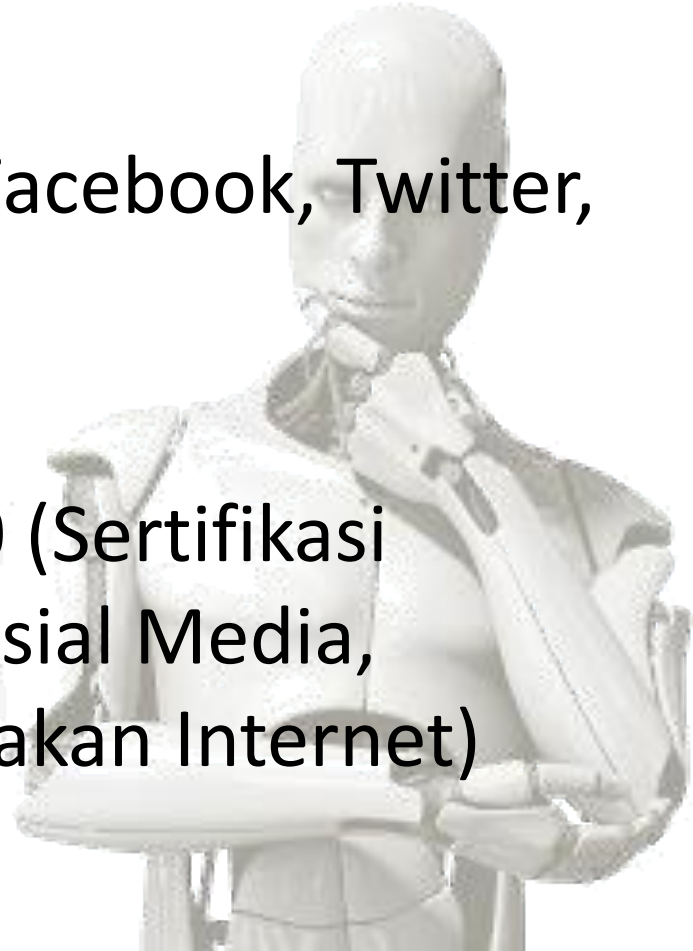 acebook, Twitter,
(Sertifikasi
sial Media,
akan Internet)